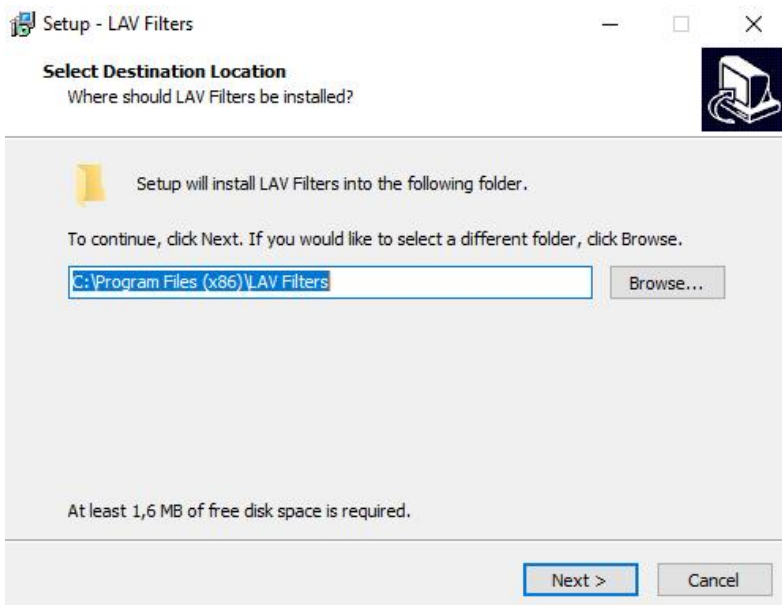 Setup - LAV Filters
Select Destination Location
Where should LAV Filters be installed?
Setup will install LAV Filters into the following folder.
To continue, click Next. If you would like to select a different folder, click Browse.
C:\Program Files (x86)\LAV Filters
Browse...
At least 1,6 MB of free disk space is required.
Next >
Cancel